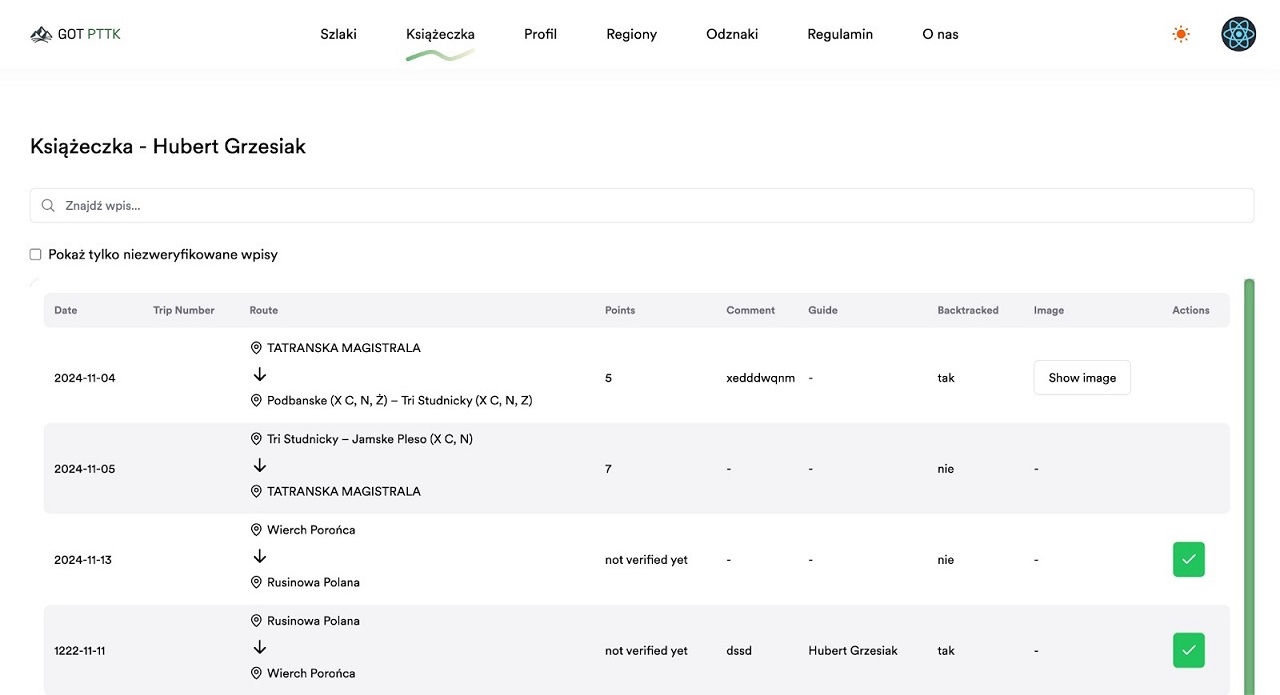 GOT PTTK Szlaki Książeczka Profil Regiony Odznaki Regulamin O nas
Książeczka - Hubert Grzesiak
Znajdź wpis...
Pokaż tylko niezweryfikowane wpisy
Date Trip Number Route Points Comment Guide Backtracked Image Actions
TATRANSKA MAGISTRALA
2024-11-04 5 xedddwqnm - tak Show image
Podbanske (X C, N, Ż) – Tri Studnicky (X C, N, Z)
Tri Studnicky – Jamske Pleso (X C, N)
2024-11-05 7 - - nie -
TATRANSKA MAGISTRALA
Wierch Porońca
2024-11-13 not verified yet - - nie -
Rusinowa Polana
Rusinowa Polana
1222-11-11 not verified yet dssd Hubert Grzesiak tak -
Wierch Porońca